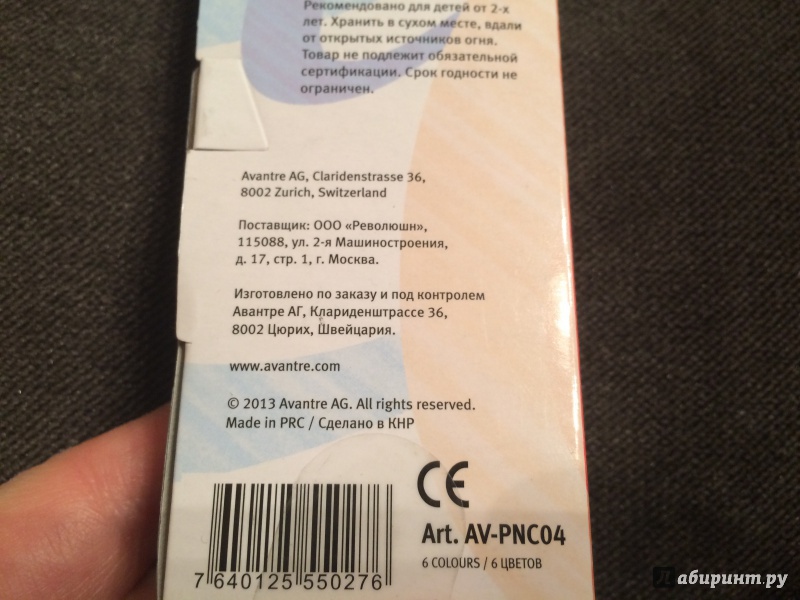 Рекомендовано для детей от 2-х
лет. Хранить в сухом месте, вдали
от открытых источников огня.
Товар не подлежит обязательной
сертификации. Срок годности не
ограничен.
Avantre AG, Claridenstrasse 36,
8002 Zurich, Switzerland
Поставщик: ООО «Революшн»,
115088, ул. 2-я Машиностроения,
д. 17, стр. 1, г. Москва.
Изготовлено по заказу и под контролем
Авантре АГ, Клариденштрассе 36,
8002 Цюрих, Швейцария.
www.avantre.com
© 2013 Avantre AG. All rights reserved.
Made in PRC / Сделано в КНР
CE
Art. AV-PNC04
6 COLOURS / 6 ЦВЕТОВ
7 640125 550276
Лабиринт.ру